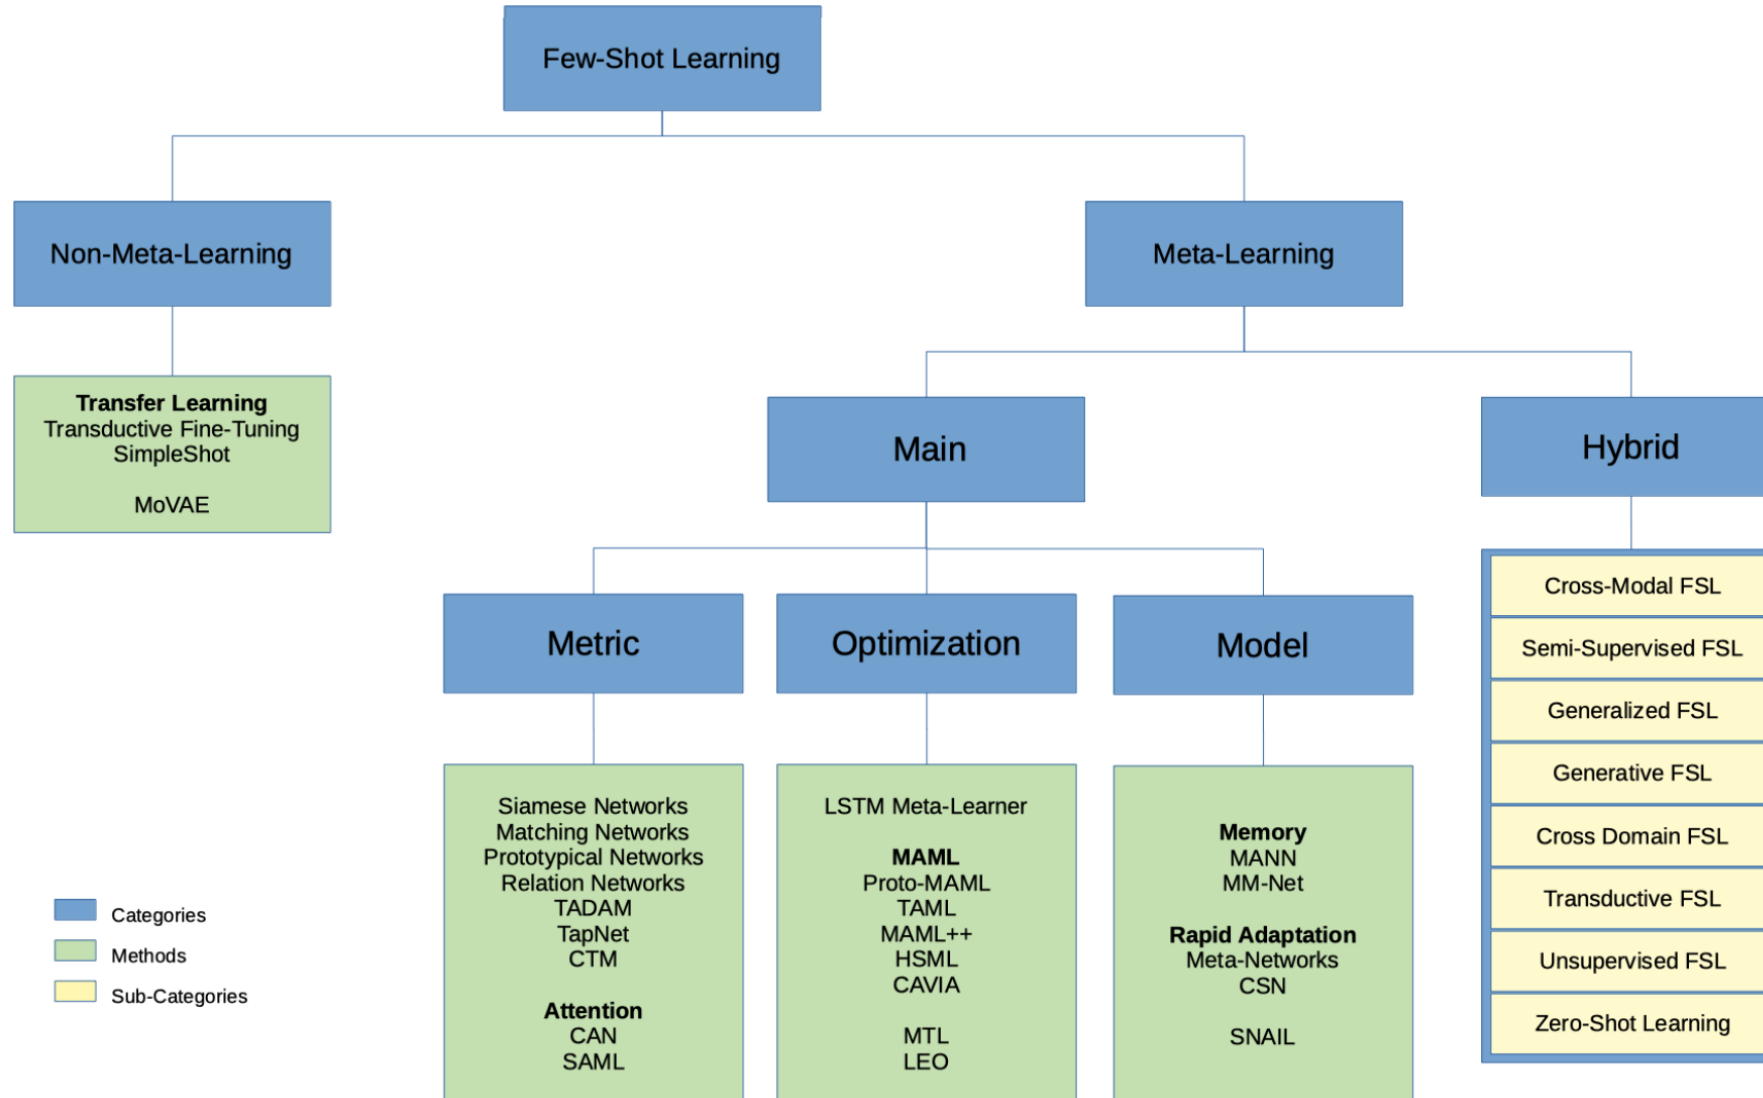 Few-Shot Learning
Non-Meta-Learning
Meta-Learning
Transfer Learning
Transductive Fine-Tuning
SimpleShot
MoVAE
Main
Hybrid
Metric
Optimization
Model
Siamese Networks
Matching Networks
Prototypical Networks
Relation Networks
TADAM
TapNet
CTM
Attention
CAN
SAML
LSTM Meta-Learner
MAML
Proto-MAML
TAML
MAML++
HSML
CAVIA
MTL
LEO
Memory
MANN
MM-Net
Rapid Adaptation
Meta-Networks
CSN
SNAIL
Cross-Modal FSL
Semi-Supervised FSL
Generalized FSL
Generative FSL
Cross Domain FSL
Transductive FSL
Unsupervised FSL
Zero-Shot Learning
Categories
Methods
Sub-Categories